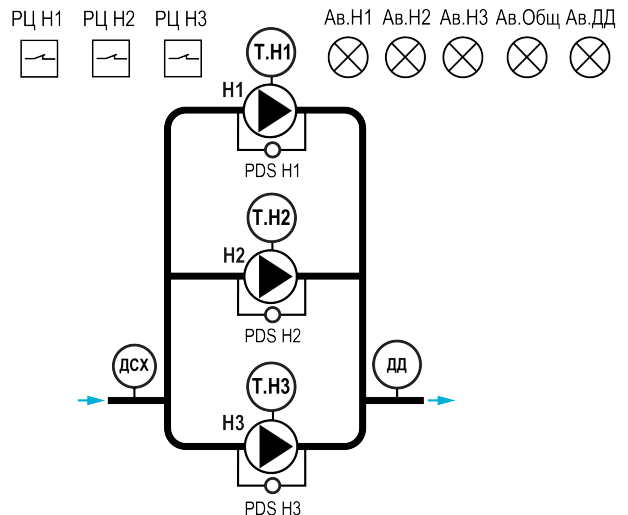 РЦ Н1 РЦ Н2 РЦ Н3 Ав.Н1 Ав.Н2 Ав.Н3 Ав.Общ Ав.ДД
Т.Н1
Н1
PDS Н1
Т.Н2
Н2
PDS Н2
ДСХ
ДД
Т.Н3
Н3
PDS Н3